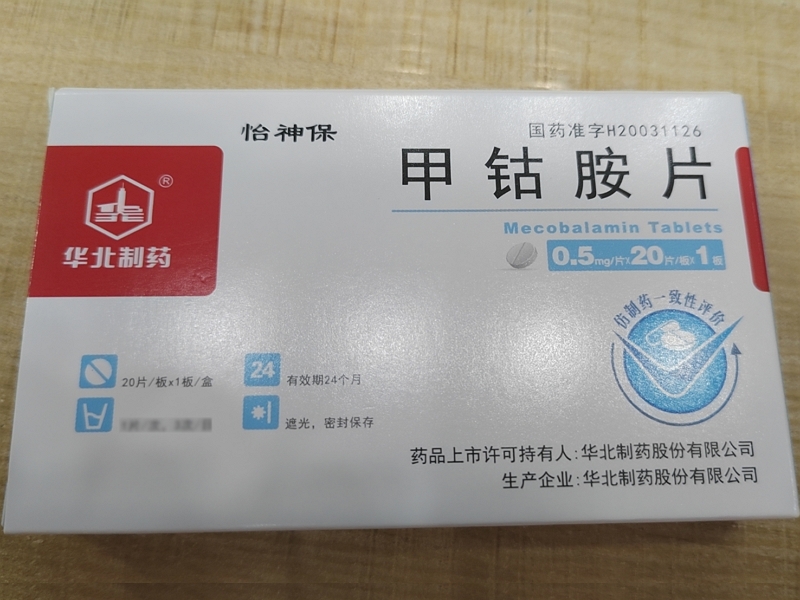 怡神保
国药准字H20031126
甲钴胺片
Mecobalamin Tablets
0.5mg/片x20片/板x1板
®
华北制药
仿制药一致性评价
20片/板x1板/盒
24
有效期24个月
遮光，密封保存
药品上市许可持有人:华北制药股份有限公司
生产企业:华北制药股份有限公司